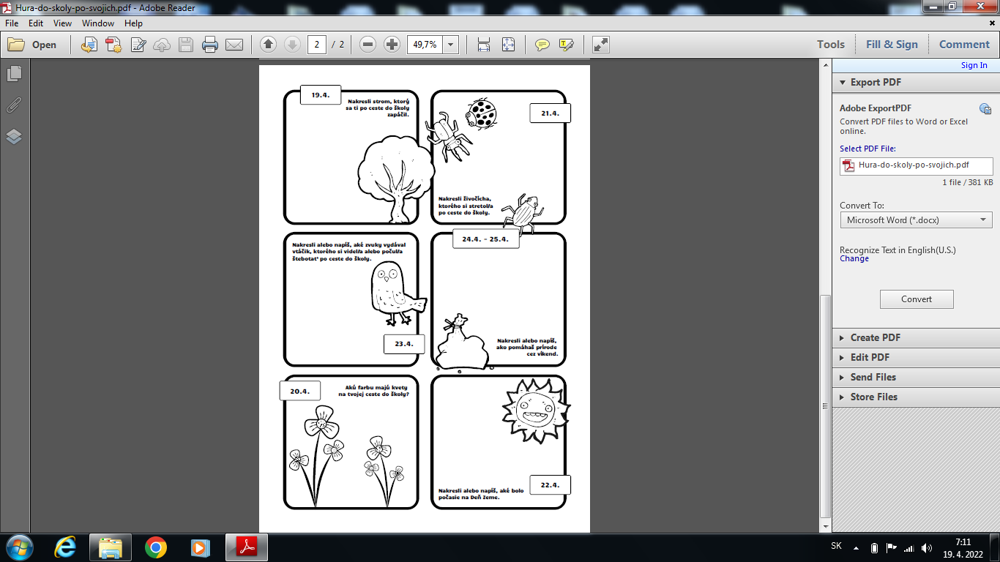 Hura-do-skoly-po-svojich.pdf - Adobe Reader
File Edit View Window Help
Open 2 / 2 49,7% Tools Fill & Sign Comment
19.4.
Nakresli strom, ktorý
sa ti po ceste do školy
zapáčil.
21.4.
Nakresli živočícha,
ktorého si stretol/a
po ceste do školy.
Nakresli alebo napíš, aké zvuky vydával
vtáčik, ktorého si videl/a alebo počul/a
štebotať po ceste do školy.
23.4.
24.4. - 25.4.
Nakresli alebo napíš,
ako pomáhaš prírode
cez víkend.
20.4.
Akú farbu majú kvety
na tvojej ceste do školy?
Nakresli alebo napíš, aké bolo
počasie na Deň Zeme.
22.4.
Sign In
Export PDF
Adobe ExportPDF
Convert PDF files to Word or Excel
online.
Select PDF File:
Hura-do-skoly-po-svojich.pdf
1 file / 381 KB
Convert To:
Microsoft Word (*.docx)
Recognize Text in English(U.S.)
Change
Convert
Create PDF
Edit PDF
Send Files
Store Files
SK
7:11
19. 4. 2022